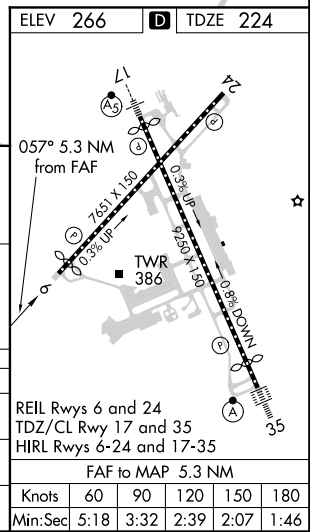 ELEV 266 D TDZE 224
17
24
A5
P
P
057° 5.3 NM
from FAF
7651 X 150
0.3% UP
0.3% UP
9250 X 150
0.8% DOWN
P
TWR
386
6
P
A
35
REIL Rwys 6 and 24
TDZ/CL Rwy 17 and 35
HIRL Rwys 6-24 and 17-35
FAF to MAP 5.3 NM
Knots 60 90 120 150 180
Min:Sec 5:18 3:32 2:39 2:07 1:46